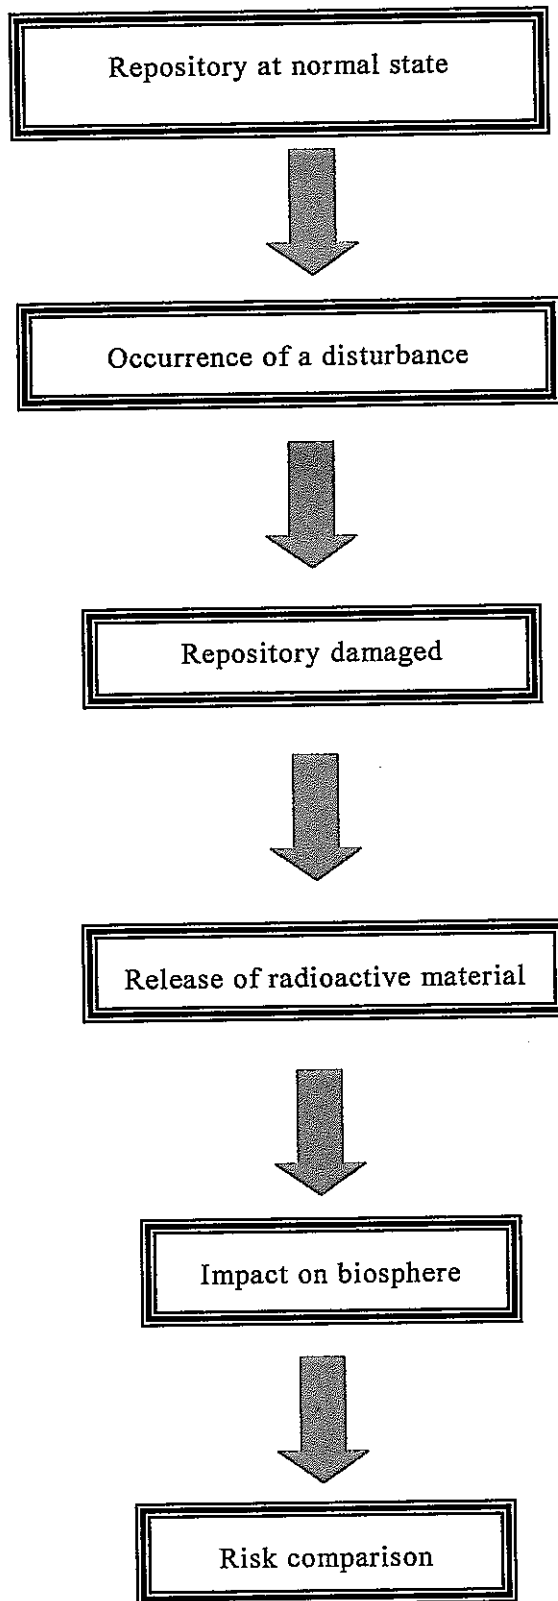 Repository at normal state
Occurrence of a disturbance
Repository damaged
Release of radioactive material
Impact on biosphere
Risk comparison